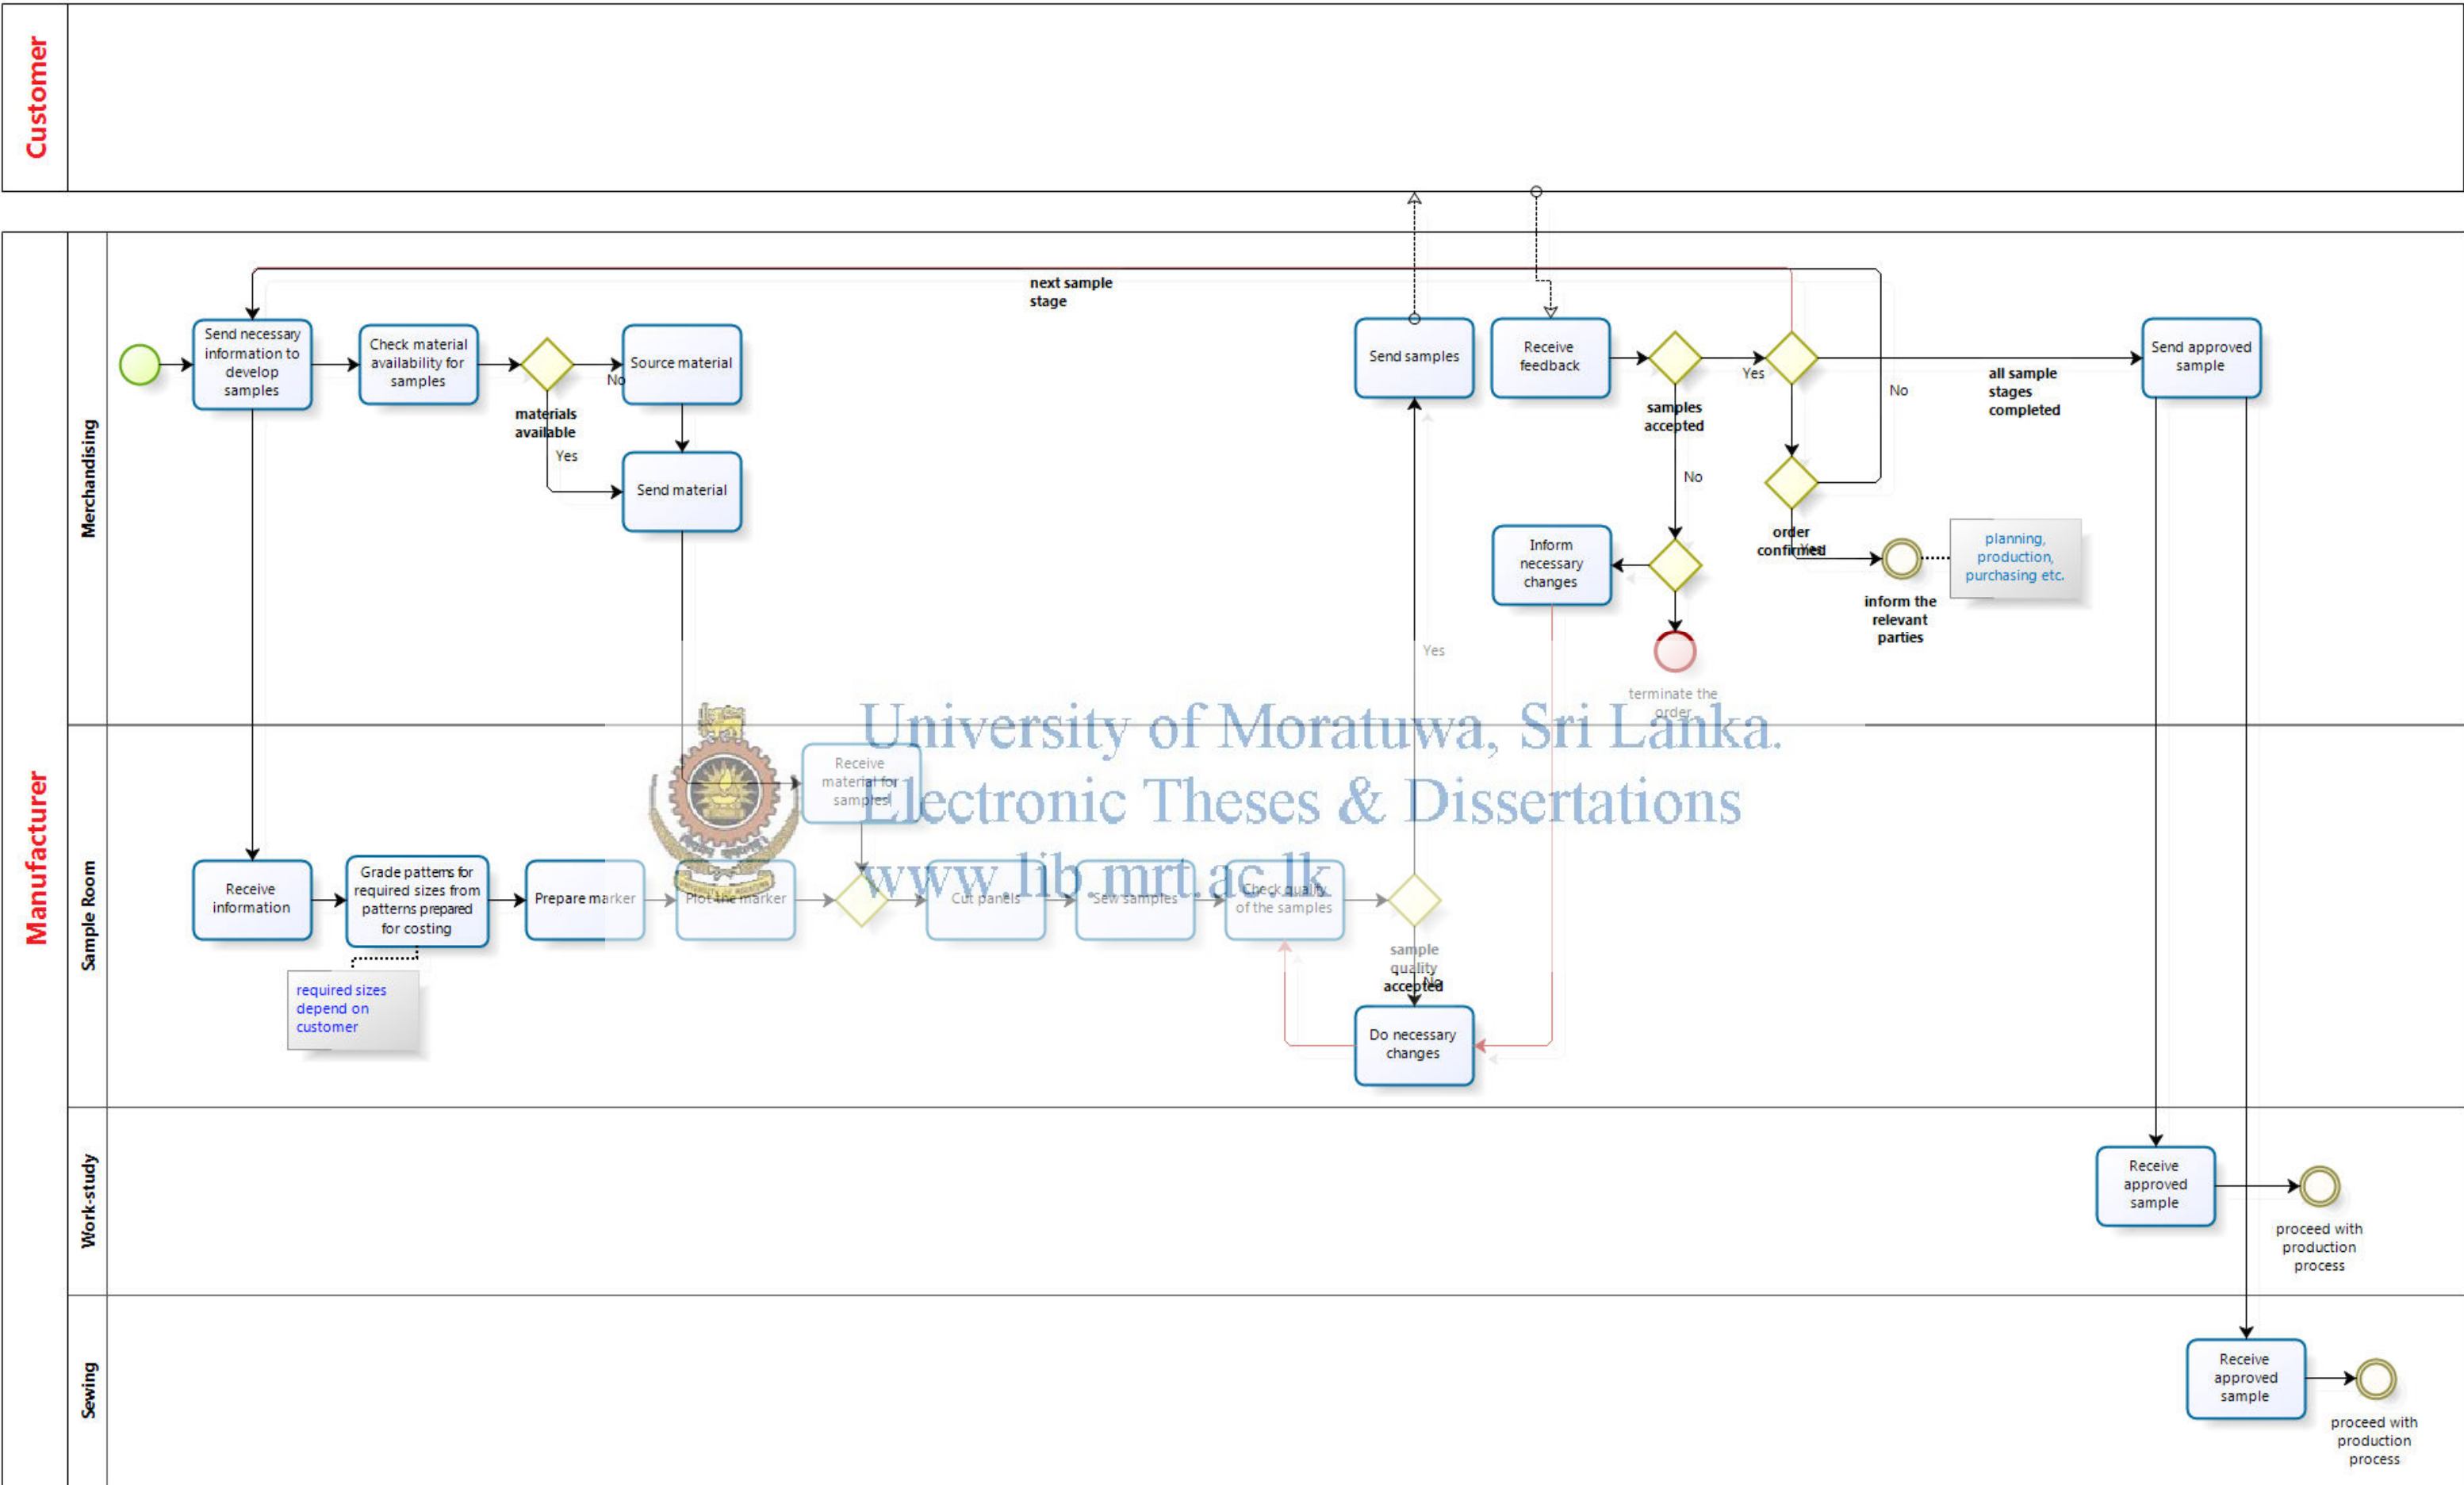 Customer
Manufacturer
Merchandising
Sample Room
Work-study
Sewing
next sample
stage
Send necessary
information to
develop
samples
Check material
availability for
samples
materials
available
No
Yes
Source material
Send material
Send samples
Receive
feedback
samples
accepted
Yes
No
No
all sample
stages
completed
Send approved
sample
Inform
necessary
changes
order
confirmed
Yes
planning,
production,
purchasing etc.
inform the
relevant
parties
terminate the
order
Yes
University of Moratuwa, Sri Lanka.
Electronic Theses & Dissertations
www.lib.mrt.ac.lk
Receive
material for
samples
Receive
information
Grade patterns for
required sizes from
patterns prepared
for costing
Prepare marker
Plot the marker
Cut panels
Sew samples
Check quality
of the samples
sample
quality
accepted
No
required sizes
depend on
customer
Do necessary
changes
Receive
approved
sample
proceed with
production
process
Receive
approved
sample
proceed with
production
process